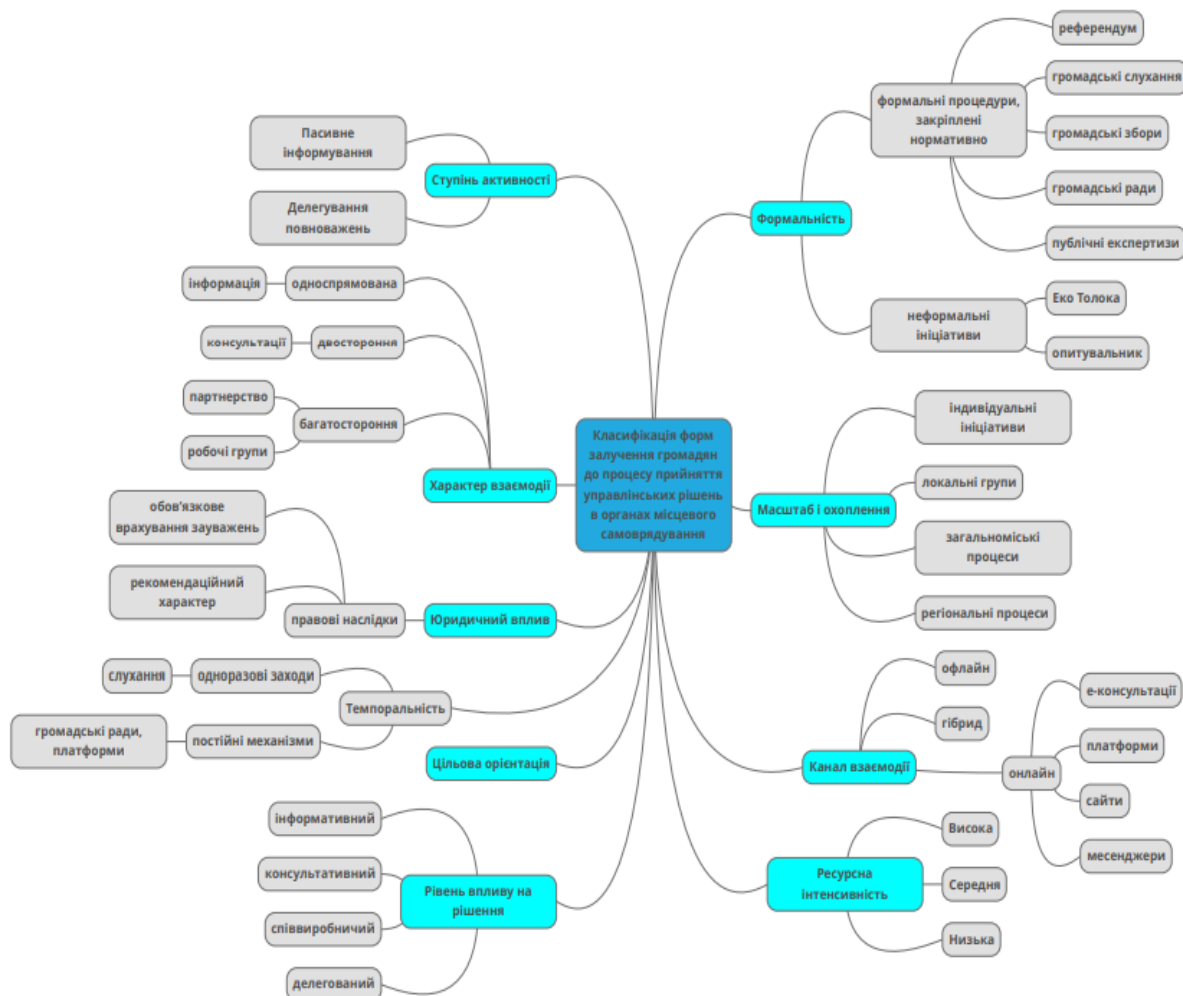 Класифікація форм
залучення громадян
до процесу прийняття
управлінських рішень
в органах місцевого
самоврядування
Ступінь активності
Пасивне
інформування
Делегування
повноважень
Характер взаємодії
односпрямована
інформація
двостороння
консультації
багатостороння
партнерство
робочі групи
Юридичний вплив
правові наслідки
обов'язкове
врахування зауважень
рекомендаційний
характер
Темпоральність
одноразові заходи
слухання
постійні механізми
громадські ради,
платформи
Цільова орієнтація
Рівень впливу на
рішення
інформативний
консультативний
співвиробничий
делегований
Формальність
формальні процедури,
закріплені
нормативно
референдум
громадські слухання
громадські збори
громадські ради
публічні експертизи
неформальні
ініціативи
Еко Толока
опитувальник
Масштаб і охоплення
індивідуальні
ініціативи
локальні групи
загальноміські
процеси
регіональні процеси
Канал взаємодії
офлайн
гібрид
онлайн
е-консультації
платформи
сайти
месенджери
Ресурсна
інтенсивність
Висока
Середня
Низька